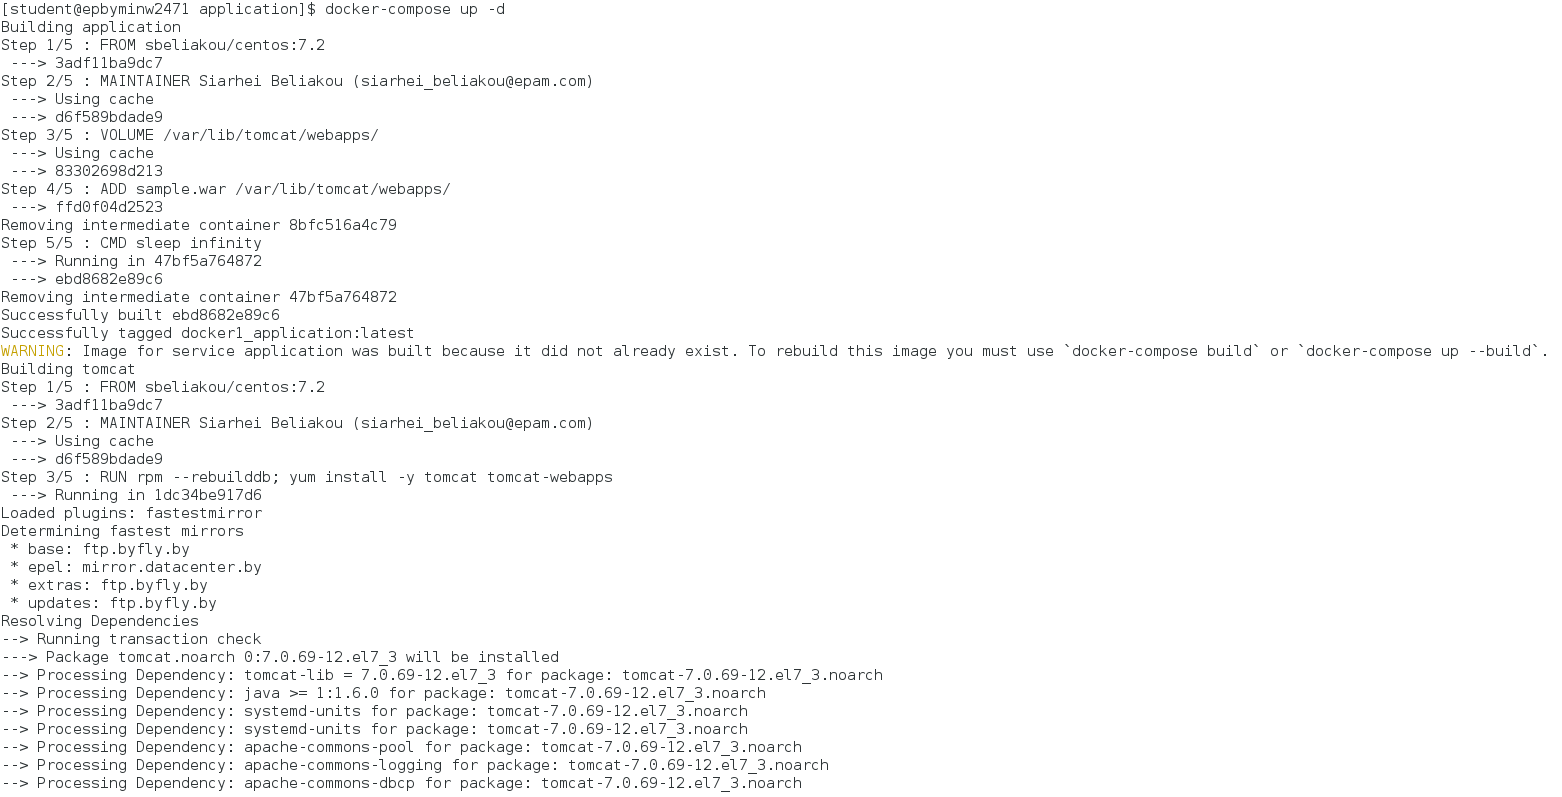 [student@epbyminw2471 application]$ docker-compose up -d
Building application
Step 1/5 : FROM sbeliakou/centos:7.2
 ---> 3adf11ba9dc7
Step 2/5 : MAINTAINER Siarhei Beliakou (siarhei_beliakou@epam.com)
 ---> Using cache
 ---> d6f589bdade9
Step 3/5 : VOLUME /var/lib/tomcat/webapps/
 ---> Using cache
 ---> 83302698d213
Step 4/5 : ADD sample.war /var/lib/tomcat/webapps/
 ---> ffd0f04d2523
Removing intermediate container 8bfc516a4c79
Step 5/5 : CMD sleep infinity
 ---> Running in 47bf5a764872
 ---> ebd8682e89c6
Removing intermediate container 47bf5a764872
Successfully built ebd8682e89c6
Successfully tagged docker1_application:latest
WARNING: Image for service application was built because it did not already exist. To rebuild this image you must use `docker-compose build` or `docker-compose up --build`.
Building tomcat
Step 1/5 : FROM sbeliakou/centos:7.2
 ---> 3adf11ba9dc7
Step 2/5 : MAINTAINER Siarhei Beliakou (siarhei_beliakou@epam.com)
 ---> Using cache
 ---> d6f589bdade9
Step 3/5 : RUN rpm --rebuilddb; yum install -y tomcat tomcat-webapps
 ---> Running in 1dc34be917d6
Loaded plugins: fastestmirror
Determining fastest mirrors
 * base: ftp.byfly.by
 * epel: mirror.datacenter.by
 * extras: ftp.byfly.by
 * updates: ftp.byfly.by
Resolving Dependencies
--> Running transaction check
---> Package tomcat.noarch 0:7.0.69-12.el7_3 will be installed
--> Processing Dependency: tomcat-lib = 7.0.69-12.el7_3 for package: tomcat-7.0.69-12.el7_3.noarch
--> Processing Dependency: java >= 1:1.6.0 for package: tomcat-7.0.69-12.el7_3.noarch
--> Processing Dependency: systemd-units for package: tomcat-7.0.69-12.el7_3.noarch
--> Processing Dependency: systemd-units for package: tomcat-7.0.69-12.el7_3.noarch
--> Processing Dependency: apache-commons-pool for package: tomcat-7.0.69-12.el7_3.noarch
--> Processing Dependency: apache-commons-logging for package: tomcat-7.0.69-12.el7_3.noarch
--> Processing Dependency: apache-commons-dbcp for package: tomcat-7.0.69-12.el7_3.noarch